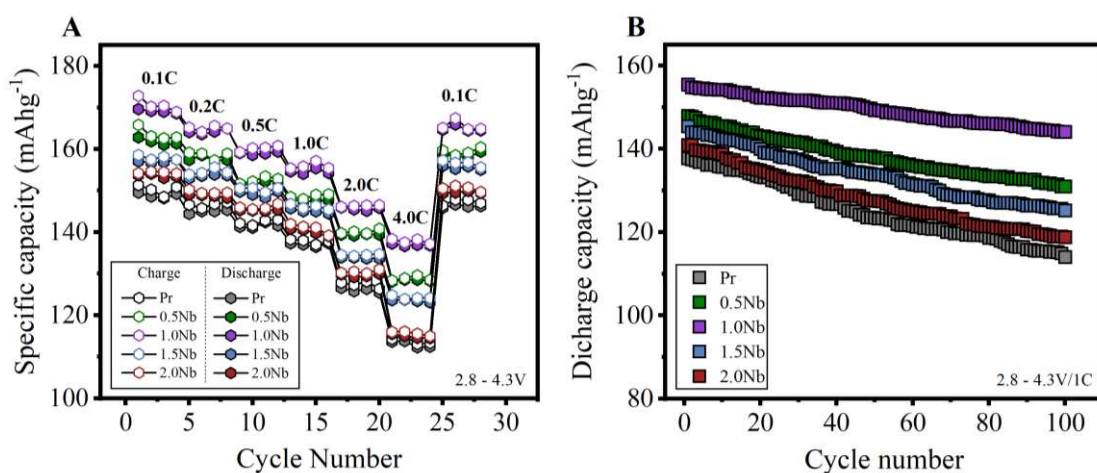 A
Specific capacity (mAhg⁻¹)
180
160
140
120
100
0.1C
0.2C
0.5C
1.0C
2.0C
4.0C
0.1C
Charge Discharge
Pr Pr
0.5Nb 0.5Nb
1.0Nb 1.0Nb
1.5Nb 1.5Nb
2.0Nb 2.0Nb
2.8 - 4.3V
0 5 10 15 20 25 30
Cycle Number
B
Dicharge capacity (mAhg⁻¹)
160
140
120
100
80
Pr
0.5Nb
1.0Nb
1.5Nb
2.0Nb
2.8 - 4.3V/1C
0 20 40 60 80 100
Cycle number